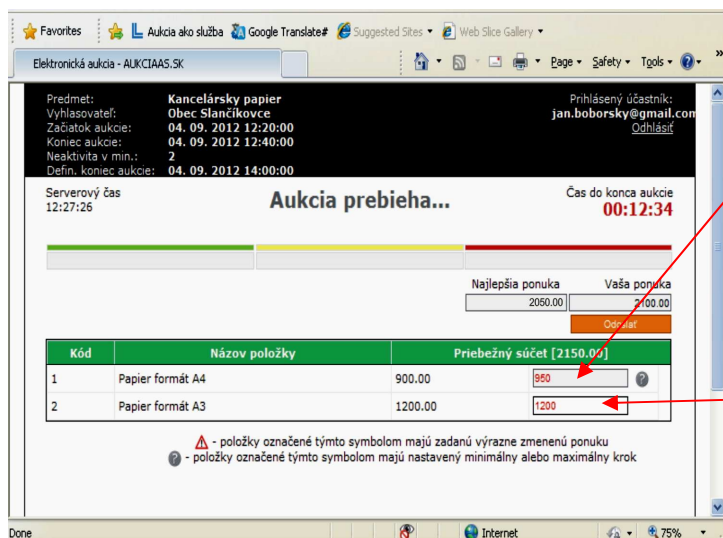 Favorites Aukcia ako služba Google Translate# Suggested Sites Web Slice Gallery
Elektronická aukcia - AUKCIAAS.SK Page Safety Tools »
Predmet: Kancelársky papier Prihlásený účastník:
Vyhlasovateľ: Obec Slančíkovce jan.boborsky@gmail.com
Začiatok aukcie: 04. 09. 2012 12:20:00 Odhlásiť
Koniec aukcie: 04. 09. 2012 12:40:00
Neaktivita v min.: 2
Defin. koniec aukcie: 04. 09. 2012 14:00:00
Serverový čas Aukcia prebieha... Čas do konca aukcie
12:27:26 00:12:34
Najlepšia ponuka Vaša ponuka
2050.00 2100.00
Odoslať
Kód Názov položky Priebežný súčet [2150.00]
1 Papier formát A4 900.00 950 ?
2 Papier formát A3 1200.00 1200
⚠ - položky označené týmto symbolom majú zadanú výrazne zmenenú ponuku
? - položky označené týmto symbolom majú nastavený minimálny alebo maximálny krok
Done Internet 75%